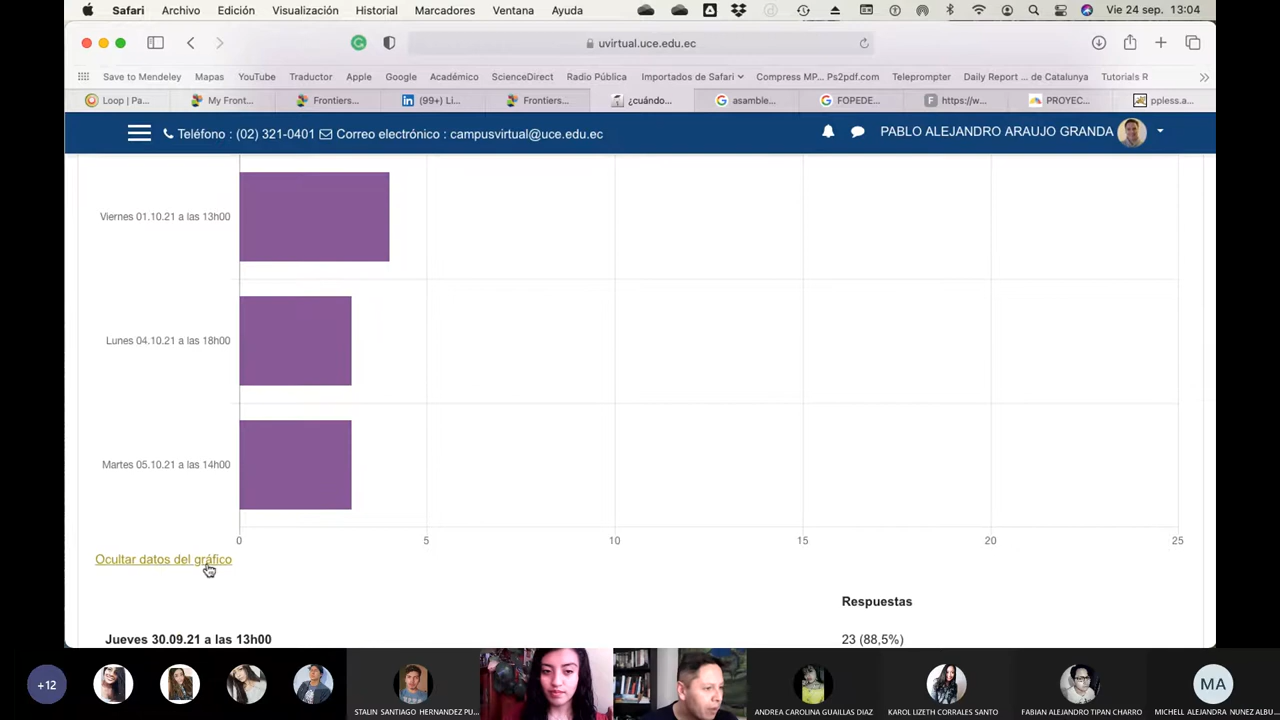 Safari Archivo Edición Visualización Historial Marcadores Ventana Ayuda Vie 24 sep. 13:04
uvirtual.uce.edu.ec
Save to Mendeley Mapas YouTube Traductor Apple Google Académico ScienceDirect Radio Pública Importados de Safari Compress MP... Ps2pdf.com Teleprompter Daily Report ... de Catalunya Tutorials R
Loop | Pa... My Front... Frontiers... (99+) Li... Frontiers... ¿cuándo... asamble... FOPEDE... https://w... PROYEC... ppless.a...
Teléfono : (02) 321-0401 Correo electrónico : campusvirtual@uce.edu.ec PABLO ALEJANDRO ARAUJO GRANDA
Viernes 01.10.21 a las 13h00
Lunes 04.10.21 a las 18h00
Martes 05.10.21 a las 14h00
0 5 10 15 20 25
Ocultar datos del gráfico
Respuestas
Jueves 30.09.21 a las 13h00 23 (88,5%)
+12 MA
STALIN SANTIAGO HERNANDEZ PU... ANDREA CAROLINA GUAILLAS DIAZ KAROL LIZETH CORRALES SANTO FABIAN ALEJANDRO TIPAN CHARRO MICHELL ALEJANDRA NUNEZ ALBU...